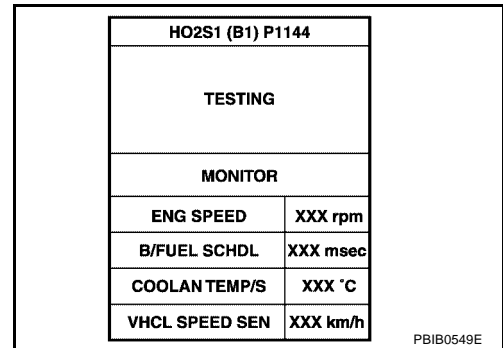 HO2S1 (B1) P1144
TESTING
MONITOR
ENG SPEED XXX rpm
B/FUEL SCHDL XXX msec
COOLAN TEMP/S XXX °C
VHCL SPEED SEN XXX km/h
PBIB0549E